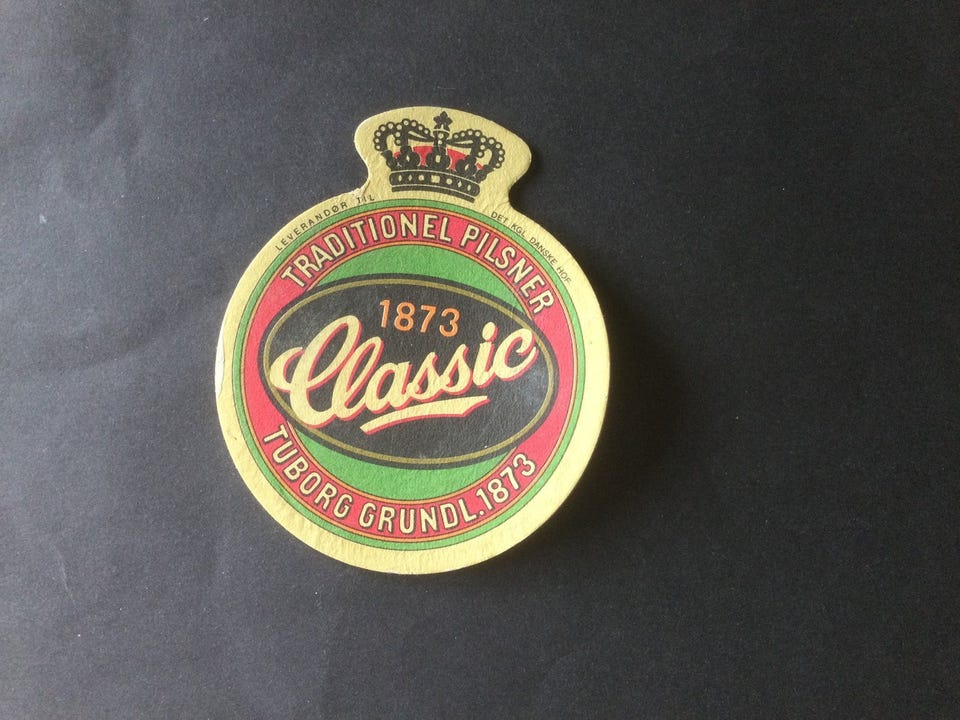 LEVERANDØR TIL DET KGL. DANSKE HOF
TRADITIONEL PILSNER
1873
Classic
TUBORG GRUNDL.1873